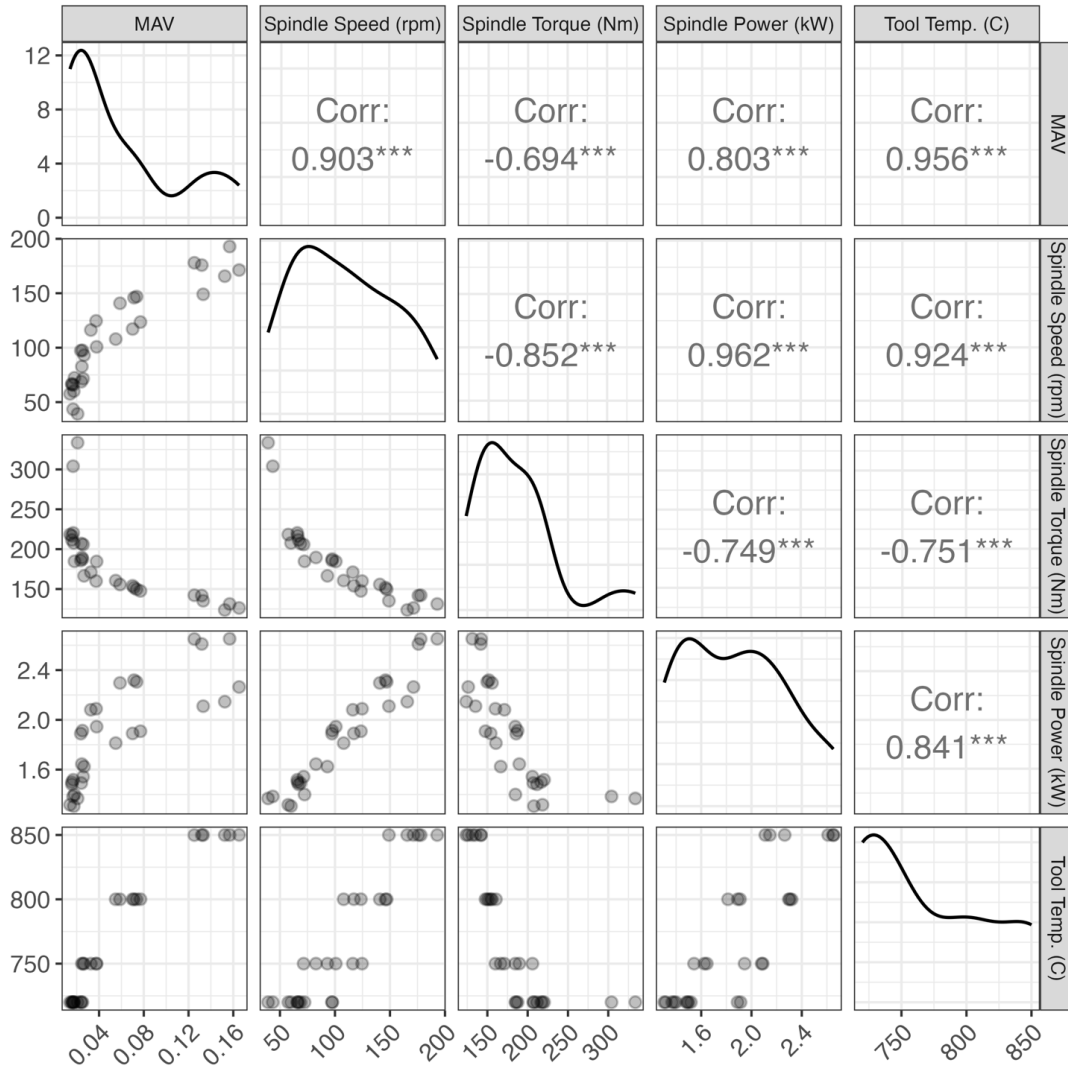 MAV
Spindle Speed (rpm)
Spindle Torque (Nm)
Spindle Power (kW)
Tool Temp. (C)
12
8
4
0
Corr:
0.903***
Corr:
-0.694***
Corr:
0.803***
Corr:
0.956***
MAV
200
150
100
50
Corr:
-0.852***
Corr:
0.962***
Corr:
0.924***
Spindle Speed (rpm)
300
250
200
150
Corr:
-0.749***
Corr:
-0.751***
Spindle Torque (Nm)
2.4
2.0
1.6
Corr:
0.841***
Spindle Power (kW)
850
800
750
Tool Temp. (C)
0.04
0.08
0.12
0.16
50
100
150
200
150
200
250
300
1.6
2.0
2.4
750
800
850